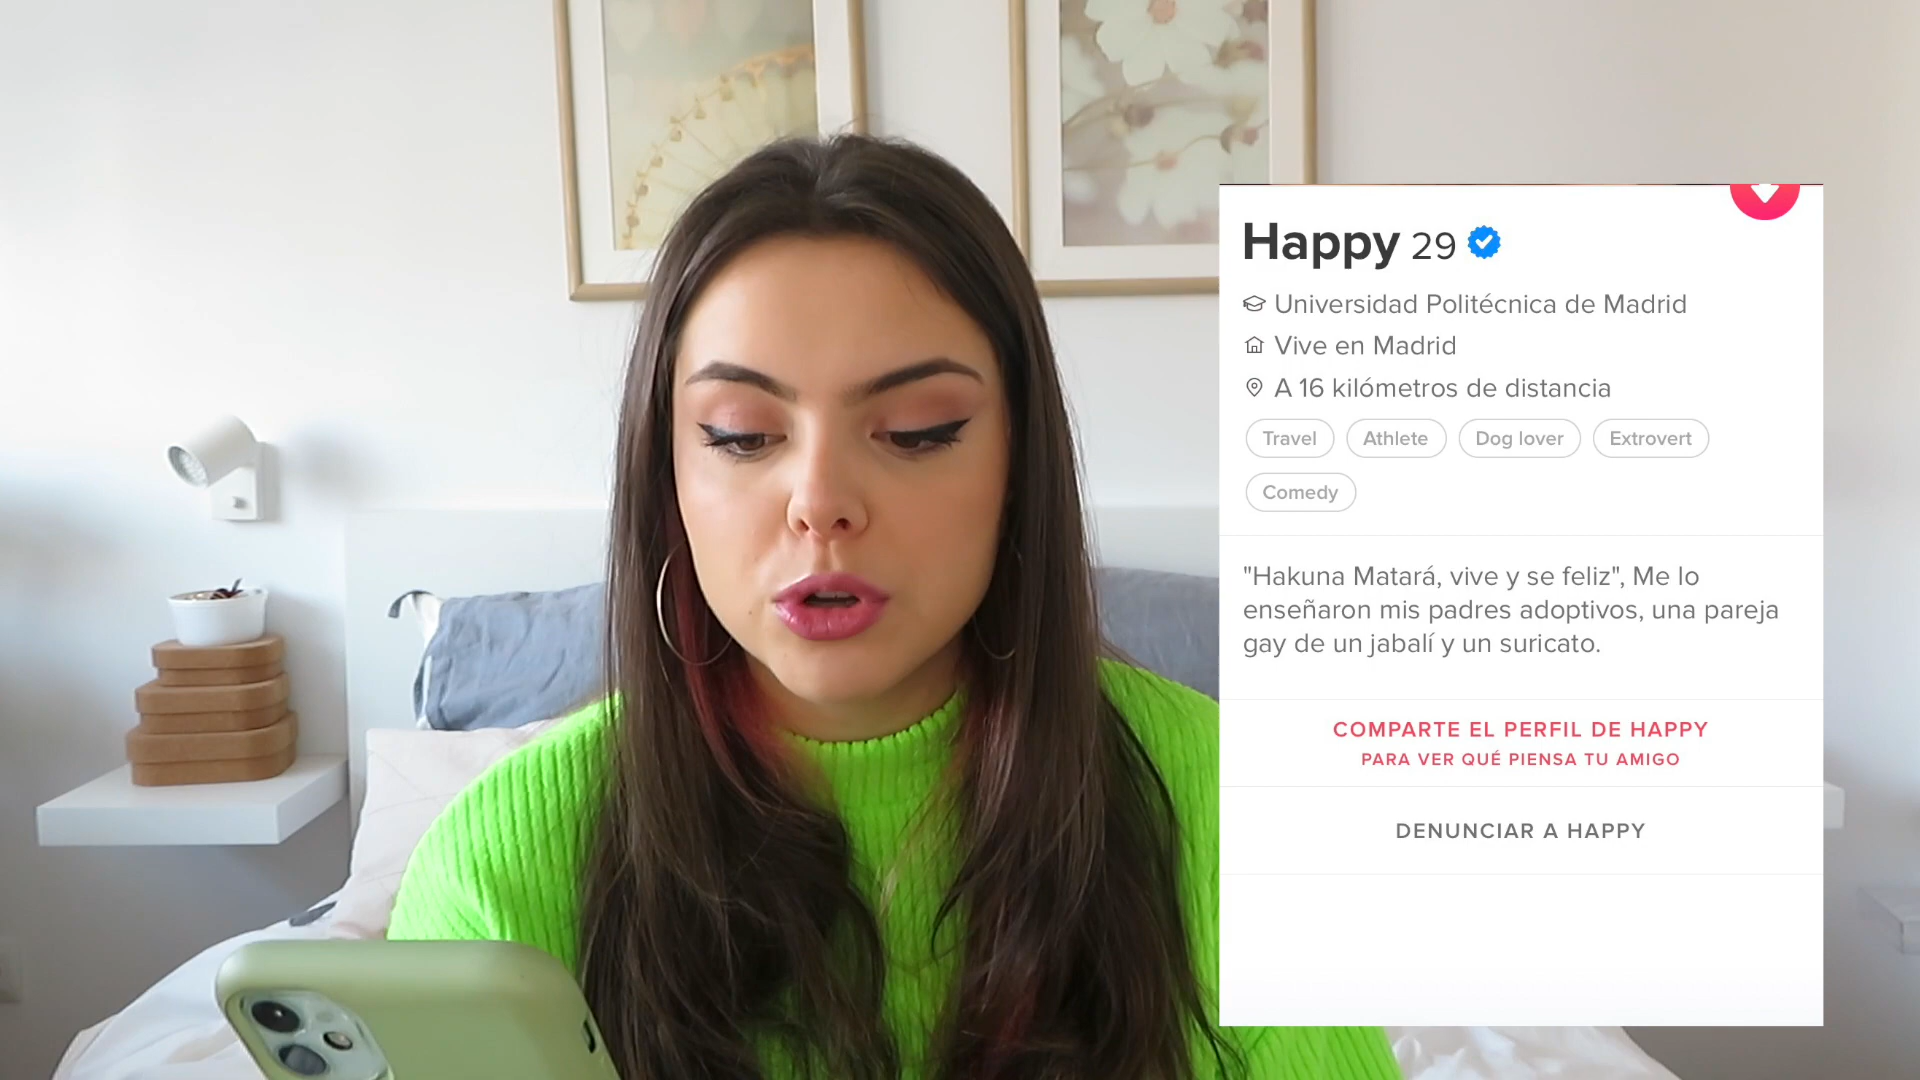 Happy 29
Universidad Politécnica de Madrid
Vive en Madrid
A 16 kilómetros de distancia
Travel Athlete Dog lover Extrovert
Comedy
"Hakuna Matará, vive y se feliz", Me lo
enseñaron mis padres adoptivos, una pareja
gay de un jabalí y un suricato.
COMPARTE EL PERFIL DE HAPPY
PARA VER QUÉ PIENSA TU AMIGO
DENUNCIAR A HAPPY